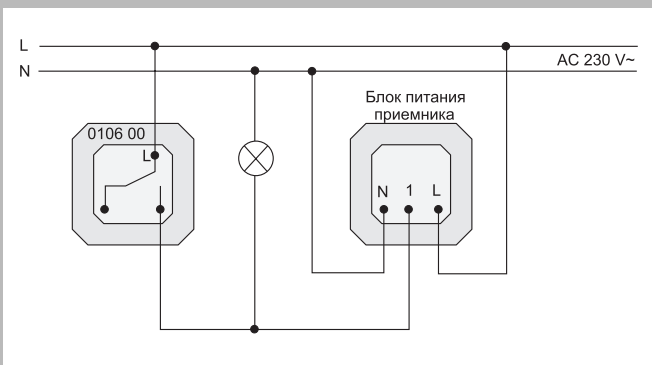 L
N
AC 230 V~
Блок питания
приемника
0106 00
L
N 1 L